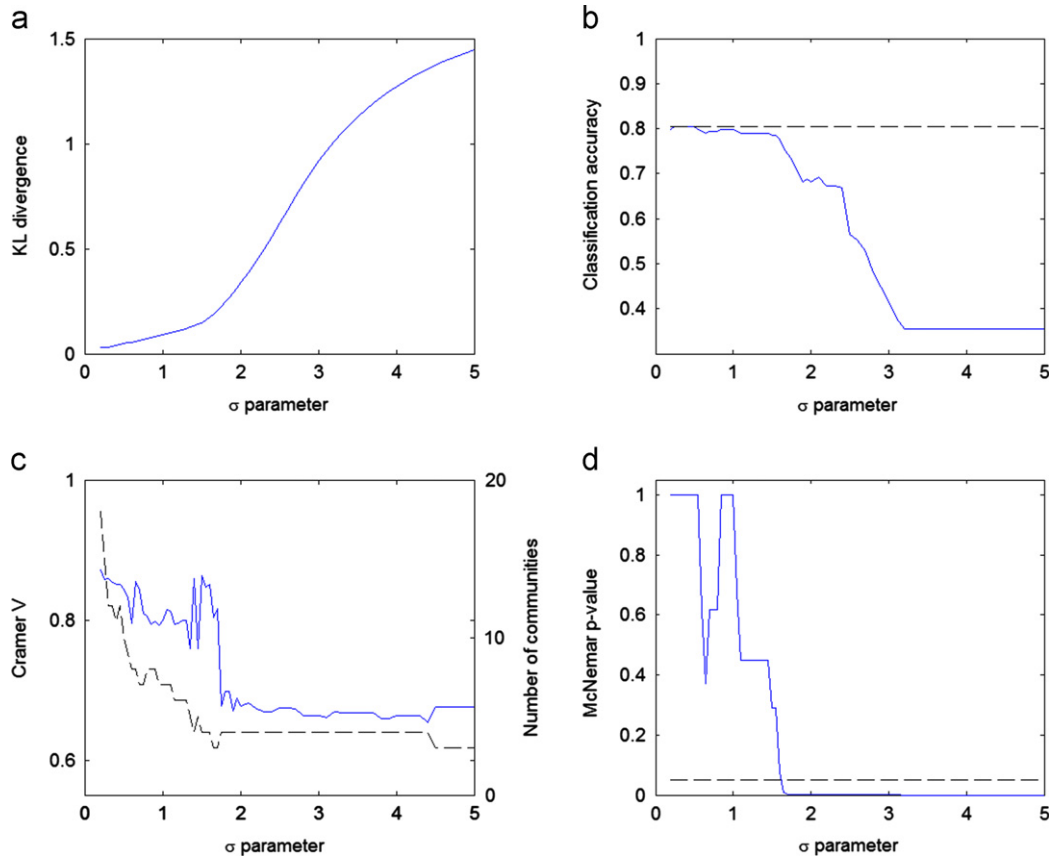 a
1.5
1
0.5
0
KL divergence
0 1 2 3 4 5
σ parameter
b
1
0.9
0.8
0.7
0.6
0.5
0.4
Classification accuracy
0 1 2 3 4 5
σ parameter
c
1
0.8
0.6
Cramer V
20
10
0
Number of communities
0 1 2 3 4 5
σ parameter
d
1
0.8
0.6
0.4
0.2
0
McNemar p-value
0 1 2 3 4 5
σ parameter